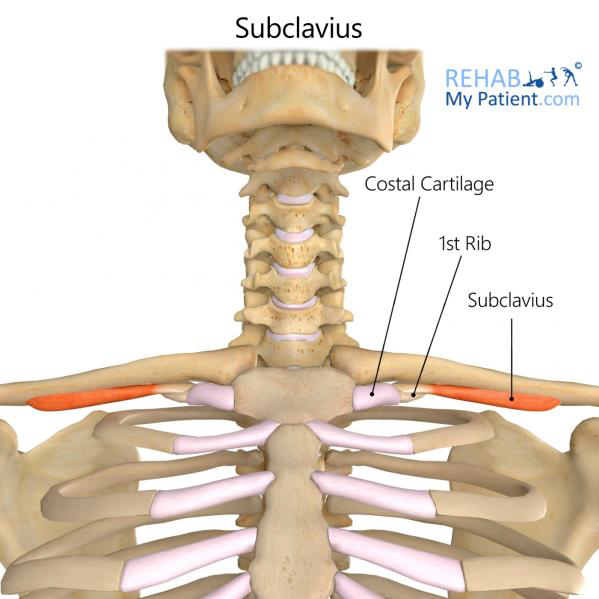 Subclavius
REHAB ©
My Patient.com
Costal Cartilage
1st Rib
Subclavius